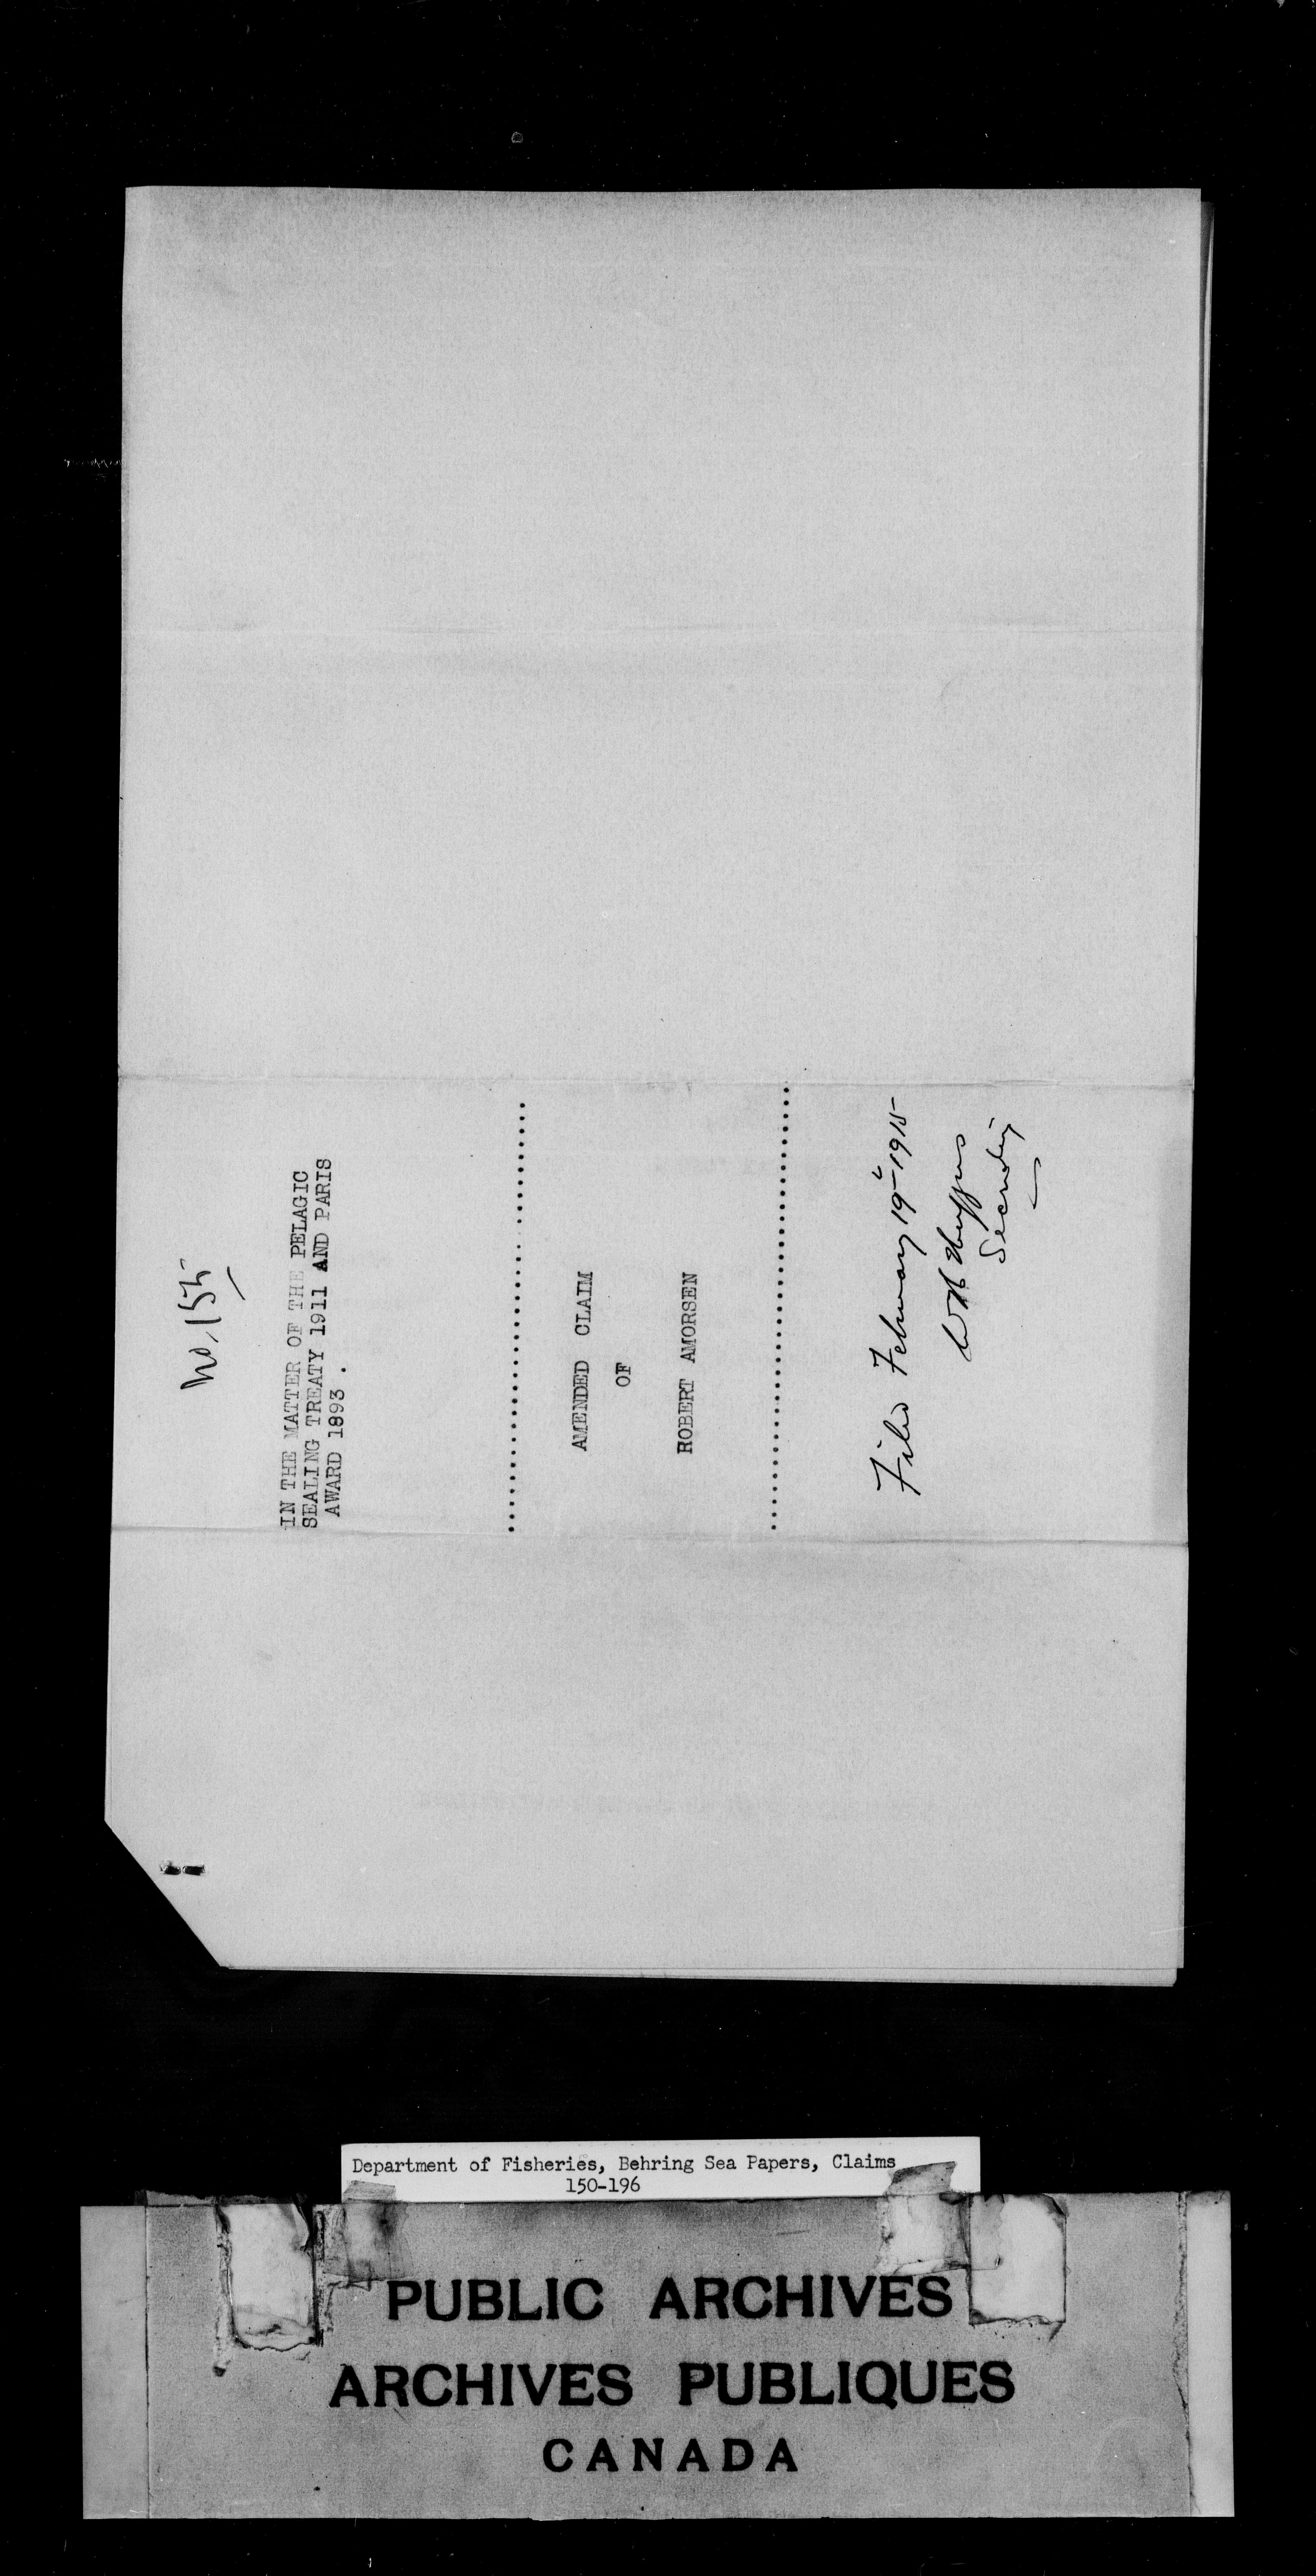 No. 155
IN THE MATTER OF THE PELAGIC
SEALING TREATY 1911 AND PARIS
AWARD 1893 .
AMENDED CLAIM
OF
ROBERT AMORSEN
Filed February 19 1915
Secretary
Department of Fisheries, Behring Sea Papers, Claims
150-196
PUBLIC ARCHIVES
ARCHIVES PUBLIQUES
CANADA